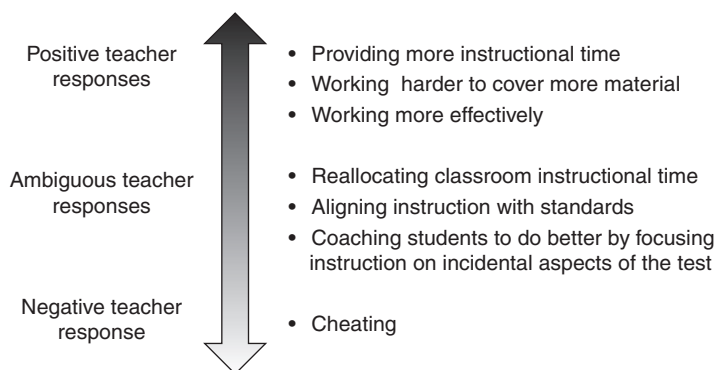 Positive teacher
responses
• Providing more instructional time
• Working harder to cover more material
• Working more effectively
Ambiguous teacher
responses
• Reallocating classroom instructional time
• Aligning instruction with standards
• Coaching students to do better by focusing
instruction on incidental aspects of the test
Negative teacher
response
• Cheating